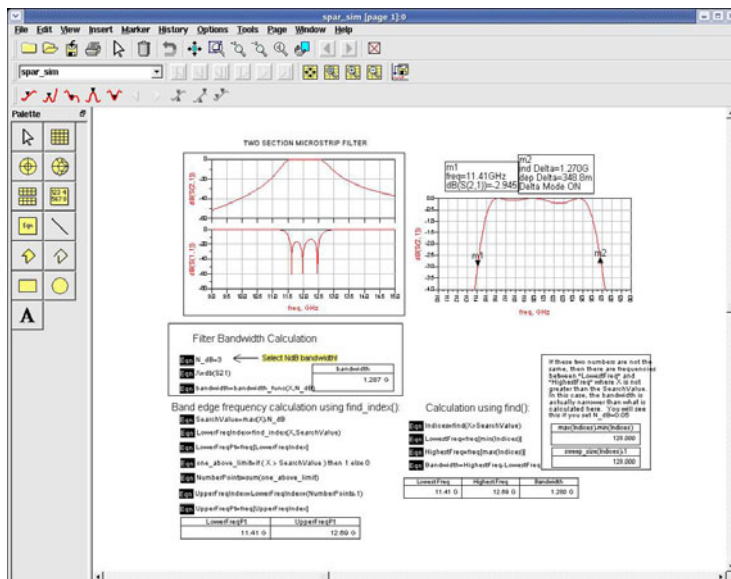 spar_sim [page 1]:0
File Edit View Insert Marker History Options Tools Page Window Help
spar_sim
Palette
Eqn
A
TWO SECTION MICROSTRIP FILTER
dB(S(2,1))
dB(S(1,1))
freq, GHz
m1
freq=11.41GHz
dB(S(2,1))=-2.945
m2
ind Delta=1.270G
dep Delta=348.8m
Delta Mode ON
dB(S(2,1))
m1
m2
freq, GHz
Filter Bandwidth Calculation
Eqn N_dB=3
Select NdB bandwidth!
Eqn X=db(S21)
Eqn bandwidth=bandwidth_func(X,N_dB)
bandwidth
1.287 G
Band edge frequency calculation using find_index():
Eqn SearchValue=max(X)-N_dB
Eqn LowerFreqIndex=find_index(X,SearchValue)
Eqn LowerFreqPt=freq[LowerFreqIndex]
Eqn one_above_limit=if ( X > SearchValue ) then 1 else 0
Eqn NumberPoints=sum(one_above_limit)
Eqn UpperFreqIndex=LowerFreqIndex+(NumberPoints-1)
Eqn UpperFreqPt=freq[UpperFreqIndex]
LowerFreqPt UpperFreqPt
11.41 G 12.69 G
Calculation using find():
Eqn Indices=find(X>SearchValue)
Eqn LowestFreq=freq[min(Indices)]
Eqn HighestFreq=freq[max(Indices)]
Eqn Bandwidth=HighestFreq-LowestFreq
LowestFreq HighestFreq Bandwidth
11.41 G 12.69 G 1.280 G
If these two numbers are not the
same, then there are frequencies
between "LowestFreq" and
"HighestFreq" where X is not
greater than the SearchValue.
In this case, the bandwidth is
actually narrower than what is
calculated here. You will see
this if you set N_dB=0.05
max(Indices)-min(Indices)
128.000
sweep_size(Indices)-1
128.000